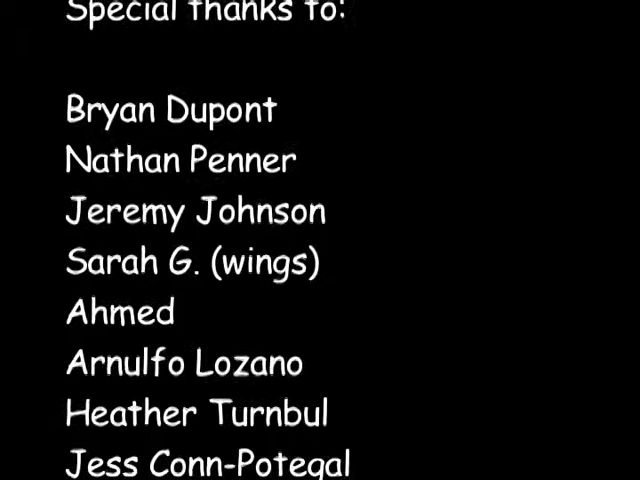 Special thanks to:
Bryan Dupont
Nathan Penner
Jeremy Johnson
Sarah G. (wings)
Ahmed
Arnulfo Lozano
Heather Turnbul
Jess Conn-Potegal